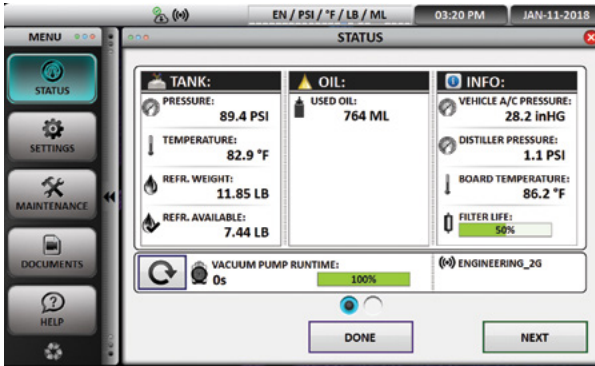 EN / PSI / °F / LB / ML
03:20 PM
JAN-11-2018
MENU
STATUS
STATUS
SETTINGS
MAINTENANCE
DOCUMENTS
HELP
TANK:
PRESSURE:
89.4 PSI
TEMPERATURE:
82.9 °F
REFR. WEIGHT:
11.85 LB
REFR. AVAILABLE:
7.44 LB
OIL:
USED OIL:
764 ML
INFO:
VEHICLE A/C PRESSURE:
28.2 inHG
DISTILLER PRESSURE:
1.1 PSI
BOARD TEMPERATURE:
86.2 °F
FILTER LIFE:
50%
VACUUM PUMP RUNTIME:
0s
100%
ENGINEERING_2G
DONE
NEXT